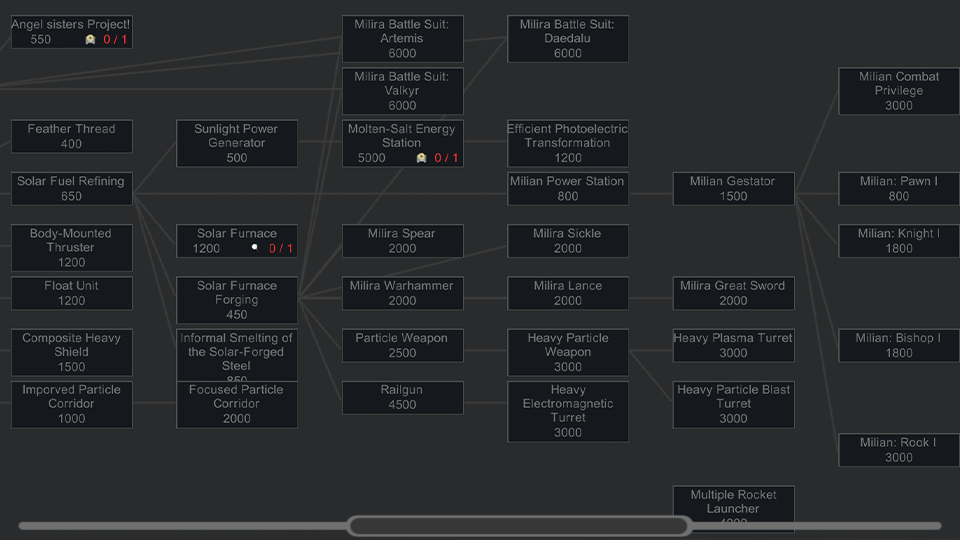 Angel sisters Project!
550 0 / 1
Feather Thread
400
Solar Fuel Refining
650
Body-Mounted
Thruster
1200
Float Unit
1200
Composite Heavy
Shield
1500
Imporved Particle
Corridor
1000
Sunlight Power
Generator
500
Solar Furnace
1200 0 / 1
Solar Furnace
Forging
450
Informal Smelting of
the Solar-Forged
Steel
850
Focused Particle
Corridor
2000
Milira Battle Suit:
Artemis
6000
Milira Battle Suit:
Valkyr
6000
Molten-Salt Energy
Station
5000 0 / 1
Milira Spear
2000
Milira Warhammer
2000
Particle Weapon
2500
Railgun
4500
Milira Battle Suit:
Daedalu
6000
Efficient Photoelectric
Transformation
1200
Milian Power Station
800
Milira Sickle
2000
Milira Lance
2000
Heavy Particle
Weapon
3000
Heavy
Electromagnetic
Turret
3000
Milian Gestator
1500
Milira Great Sword
2000
Heavy Plasma Turret
3000
Heavy Particle Blast
Turret
3000
Multiple Rocket
Launcher
Milian Combat
Privilege
3000
Milian: Pawn I
800
Milian: Knight I
1800
Milian: Bishop I
1800
Milian: Rook I
3000